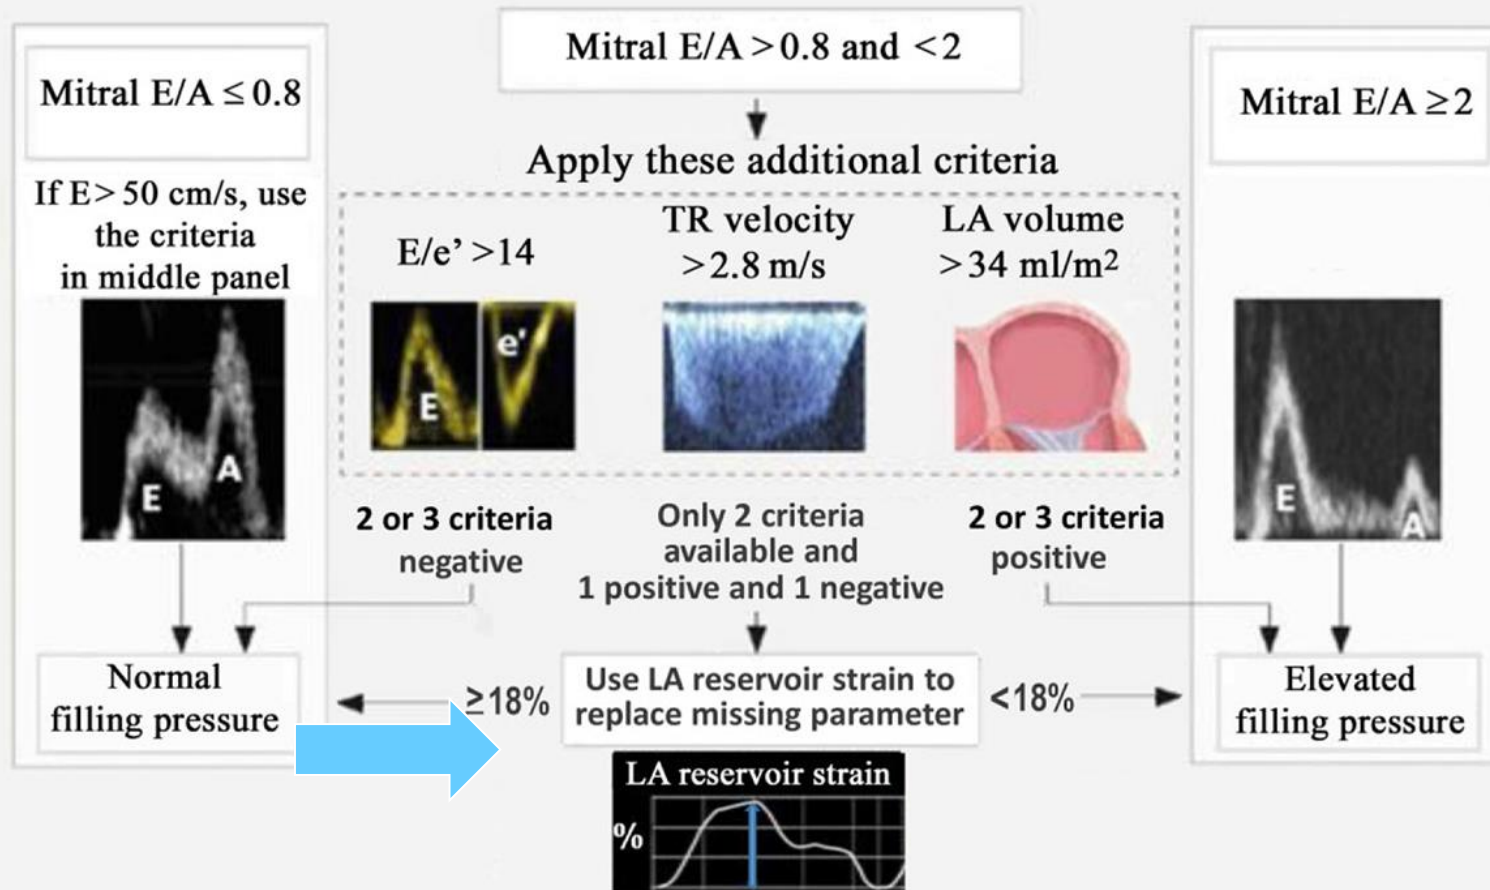 Mitral E/A ≤ 0.8
If E> 50 cm/s, use
the criteria
in middle panel
E
A
Normal
filling pressure
Mitral E/A >0.8 and <2
Apply these additional criteria
E/e’ >14
E
e'
TR velocity
>2.8 m/s
LA volume
>34 ml/m²
2 or 3 criteria
negative
Only 2 criteria
available and
1 positive and 1 negative
2 or 3 criteria
positive
≥18%
Use LA reservoir strain to
replace missing parameter
<18%
LA reservoir strain
%
Mitral E/A ≥2
E
A
Elevated
filling pressure